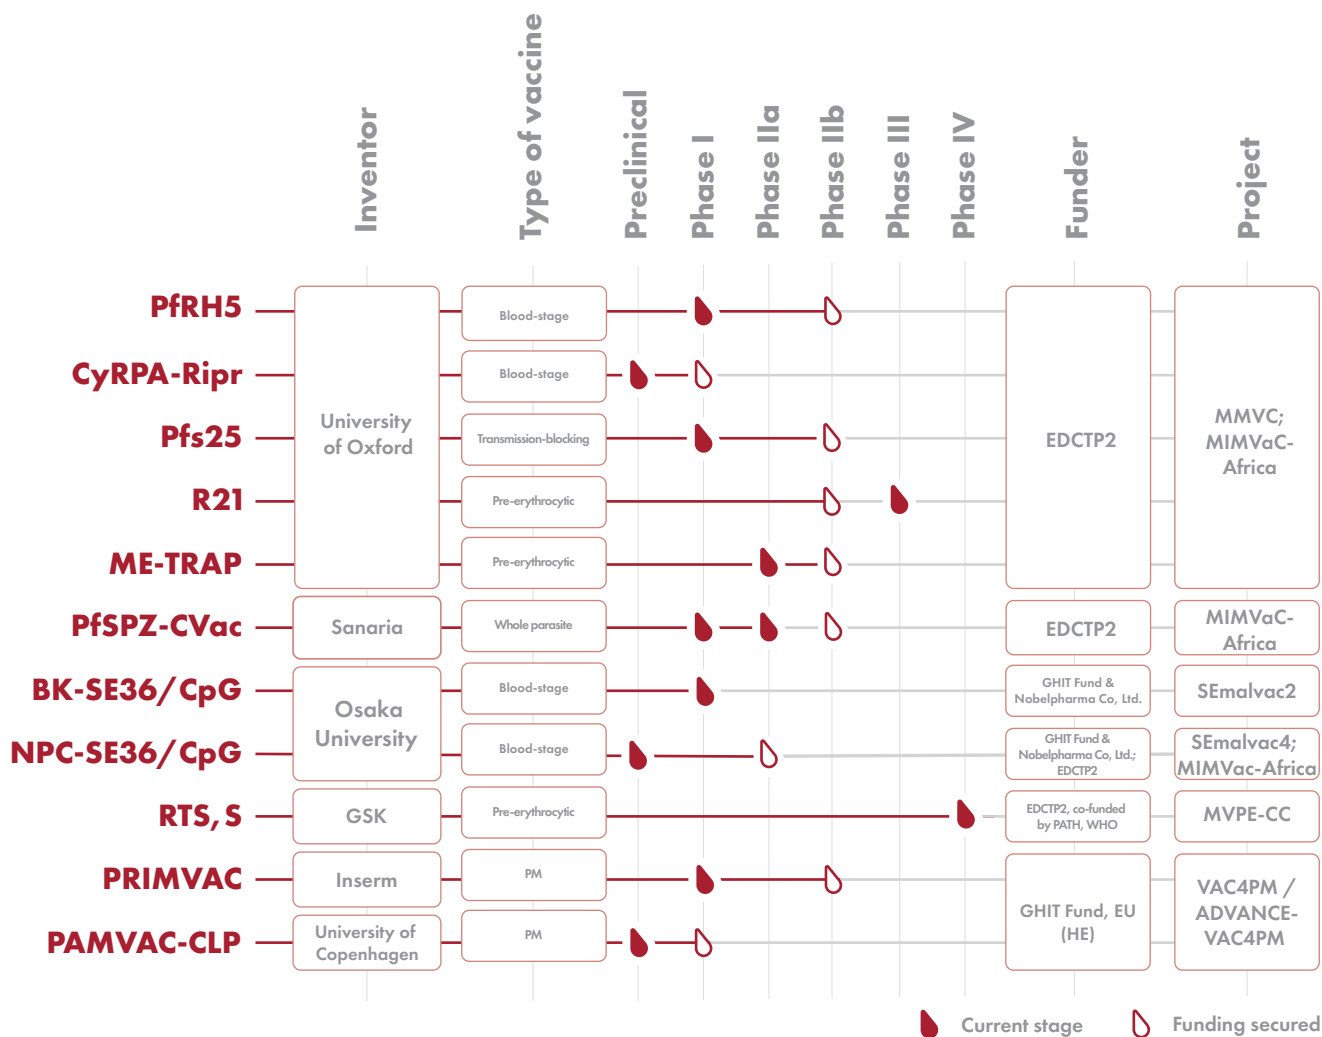 Inventor
Type of vaccine
Preclinical
Phase I
Phase IIa
Phase IIb
Phase III
Phase IV
Funder
Project
PfRH5
CyRPA-Ripr
Pfs25
R21
ME-TRAP
PfSPZ-CVac
BK-SE36/CpG
NPC-SE36/CpG
RTS,S
PRIMVAC
PAMVAC-CLP
University
of Oxford
Sanaria
Osaka
University
GSK
Inserm
University of
Copenhagen
Blood-stage
Blood-stage
Transmission-blocking
Pre-erythrocytic
Pre-erythrocytic
Whole parasite
Blood-stage
Blood-stage
Pre-erythrocytic
PM
PM
EDCTP2
EDCTP2
GHIT Fund &
Nobelpharma Co, Ltd.
GHIT Fund &
Nobelpharma Co, Ltd.;
EDCTP2
EDCTP2, co-funded
by PATH, WHO
GHIT Fund, EU
(HE)
MMVC;
MIMVaC-
Africa
MIMVaC-
Africa
SEmalvac2
SEmalvac4;
MIMVac-Africa
MVPE-CC
VAC4PM /
ADVANCE-
VAC4PM
Current stage
Funding secured